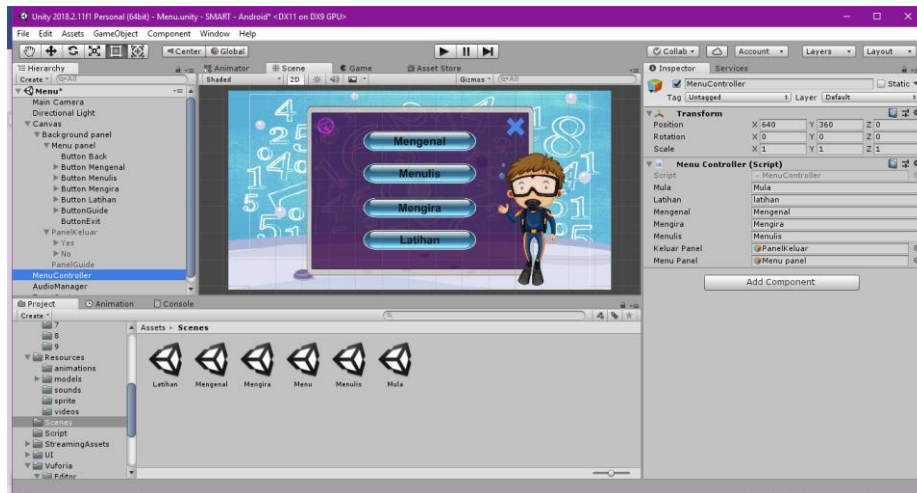 Unity 2018.2.11f1 Personal (64bit) - Menu.unity - SMART - Android* <DX11 on DX9 GPU>
File Edit Assets GameObject Component Window Help
Center Global Collab Account Layers Layout
Hierarchy
Create All
Menu*
Main Camera
Directional Light
Canvas
Background panel
Menu panel
Button Back
Button Mengenal
Button Menulis
Button Mengira
Button Latihan
ButtonGuide
ButtonExit
PanelKeluar
Yes
No
PanelGuide
MenuController
AudioManager
Animator Scene Game Asset Store
Shaded 2D Gizmos All
Mengenal
Menulis
Mengira
Latihan
Inspector Services
MenuController Static
Tag Untagged Layer Default
Transform
Position X 640 Y 360 Z 0
Rotation X 0 Y 0 Z 0
Scale X 1 Y 1 Z 1
Menu Controller (Script)
Script MenuController
Mula Mula
Latihan latihan
Mengenal Mengenal
Mengira Mengira
Menulis Menulis
Keluar Panel PanelKeluar
Menu Panel Menu panel
Add Component
Project Animation Console
Create
7
8
9
Resources
animations
models
sounds
sprite
videos
Scenes
Script
StreamingAssets
UI
Vuforia
Editor
Assets Scenes
Latihan Mengenal Mengira Menu Menulis Mula